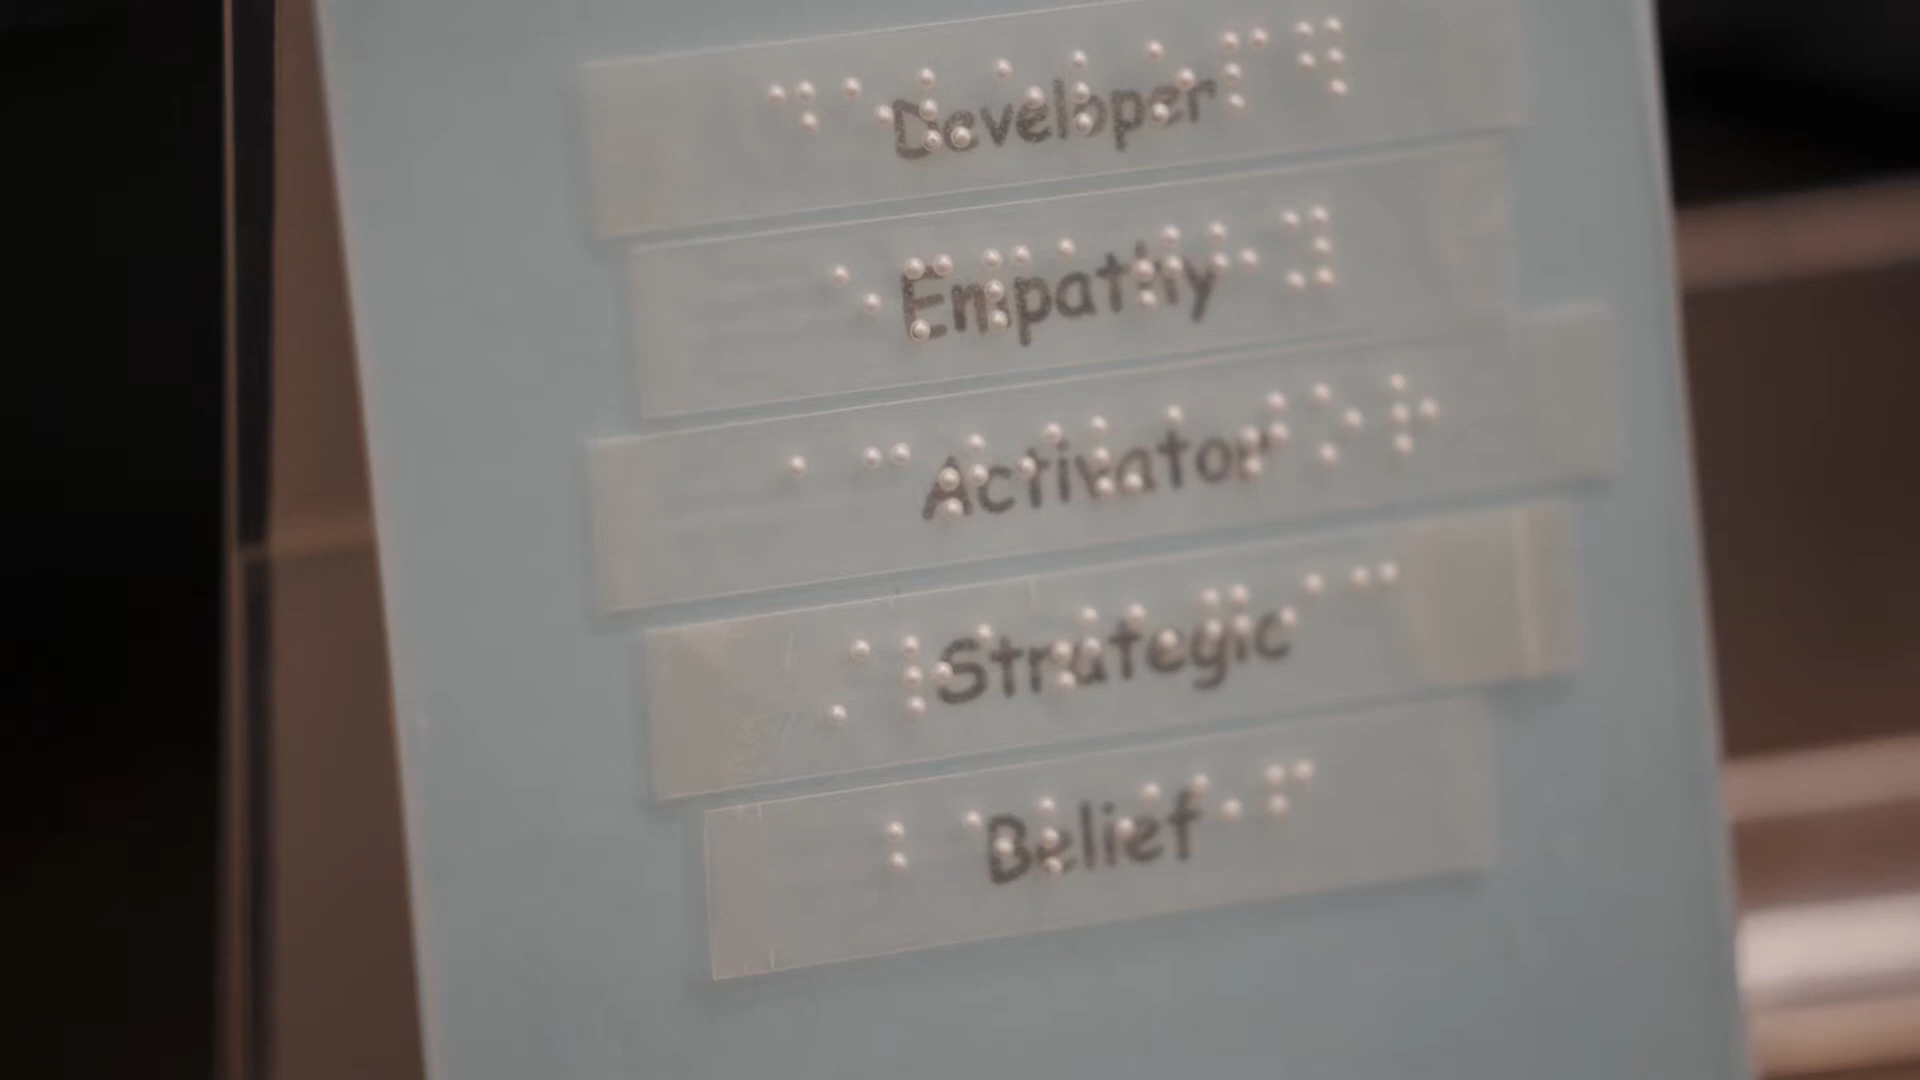 Developer
Empathy
Activator
Strategic
Belief